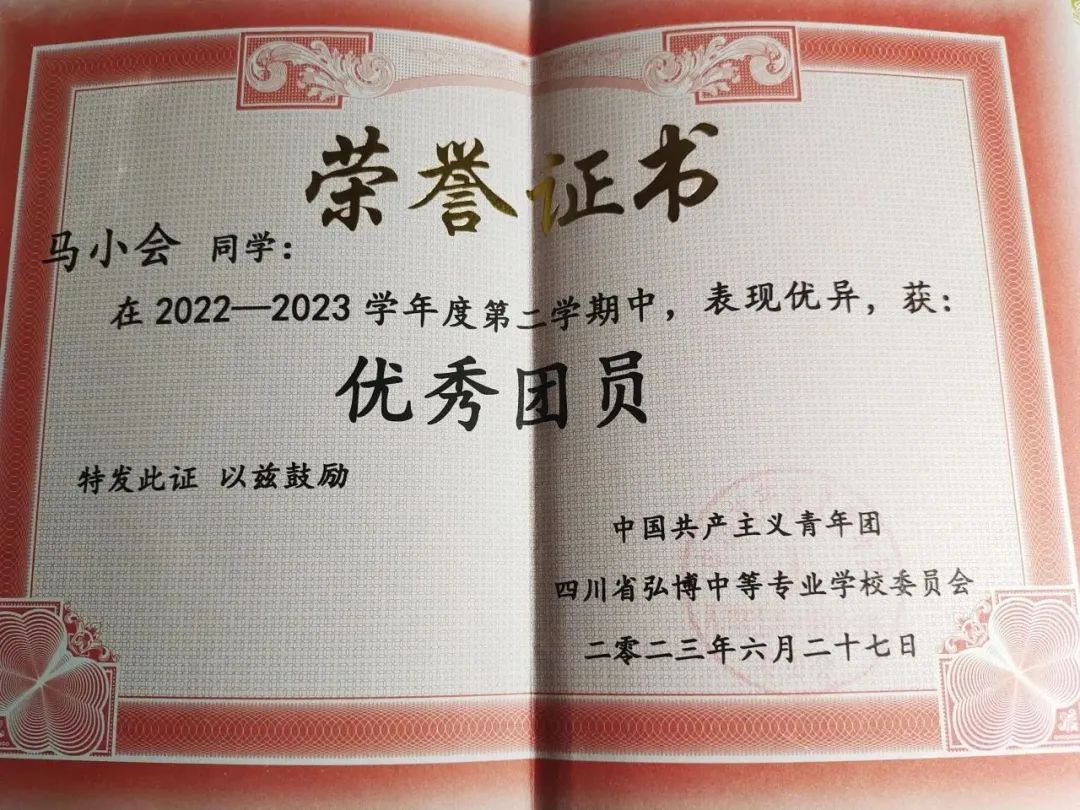 荣誉证书
马小会 同学：
在 2022—2023 学年度第二学期中，表现优异，获：
优秀团员
特发此证 以兹鼓励
中国共产主义青年团
四川省弘博中等专业学校委员会
二零二三年六月二十七日